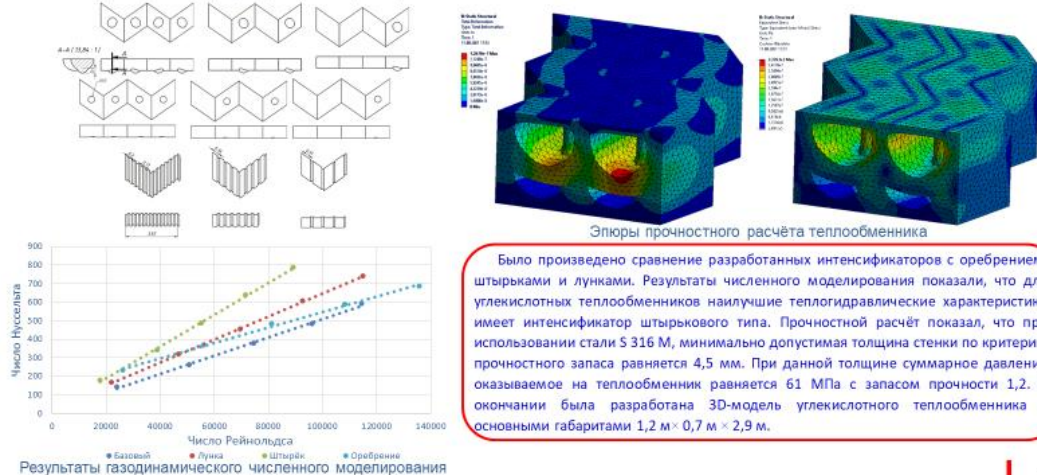 А-А ( 15,84 : 1 )
А
Эпюры прочностного расчёта теплообменника
Было произведено сравнение разработанных интенсификаторов с оребрением
штырьками и лунками. Результаты численного моделирования показали, что дл
углекислотных теплообменников наилучшие теплогидравлические характеристик
имеет интенсификатор штырькового типа. Прочностной расчёт показал, что пр
использовании стали S 316 M, минимально допустимая толщина стенки по критери
прочностного запаса равняется 4,5 мм. При данной толщине суммарное давлени
оказываемое на теплообменник равняется 61 МПа с запасом прочности 1,2.
окончании была разработана 3D-модель углекислотного теплообменника
основными габаритами 1,2 м × 0,7 м × 2,9 м.
Число Нуссельта
900
800
700
600
500
400
300
200
100
0
0 20000 40000 60000 80000 100000 120000 140000
Число Рейнольдса
Базовый Лунка Штырёк Оребрение
Результаты газодинамического численного моделирования